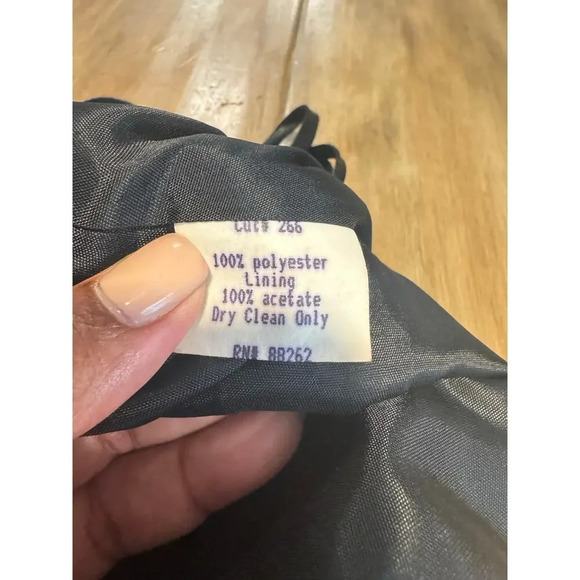 Cut# 266
100% polyester
Lining
100% acetate
Dry Clean Only
RN# 88262